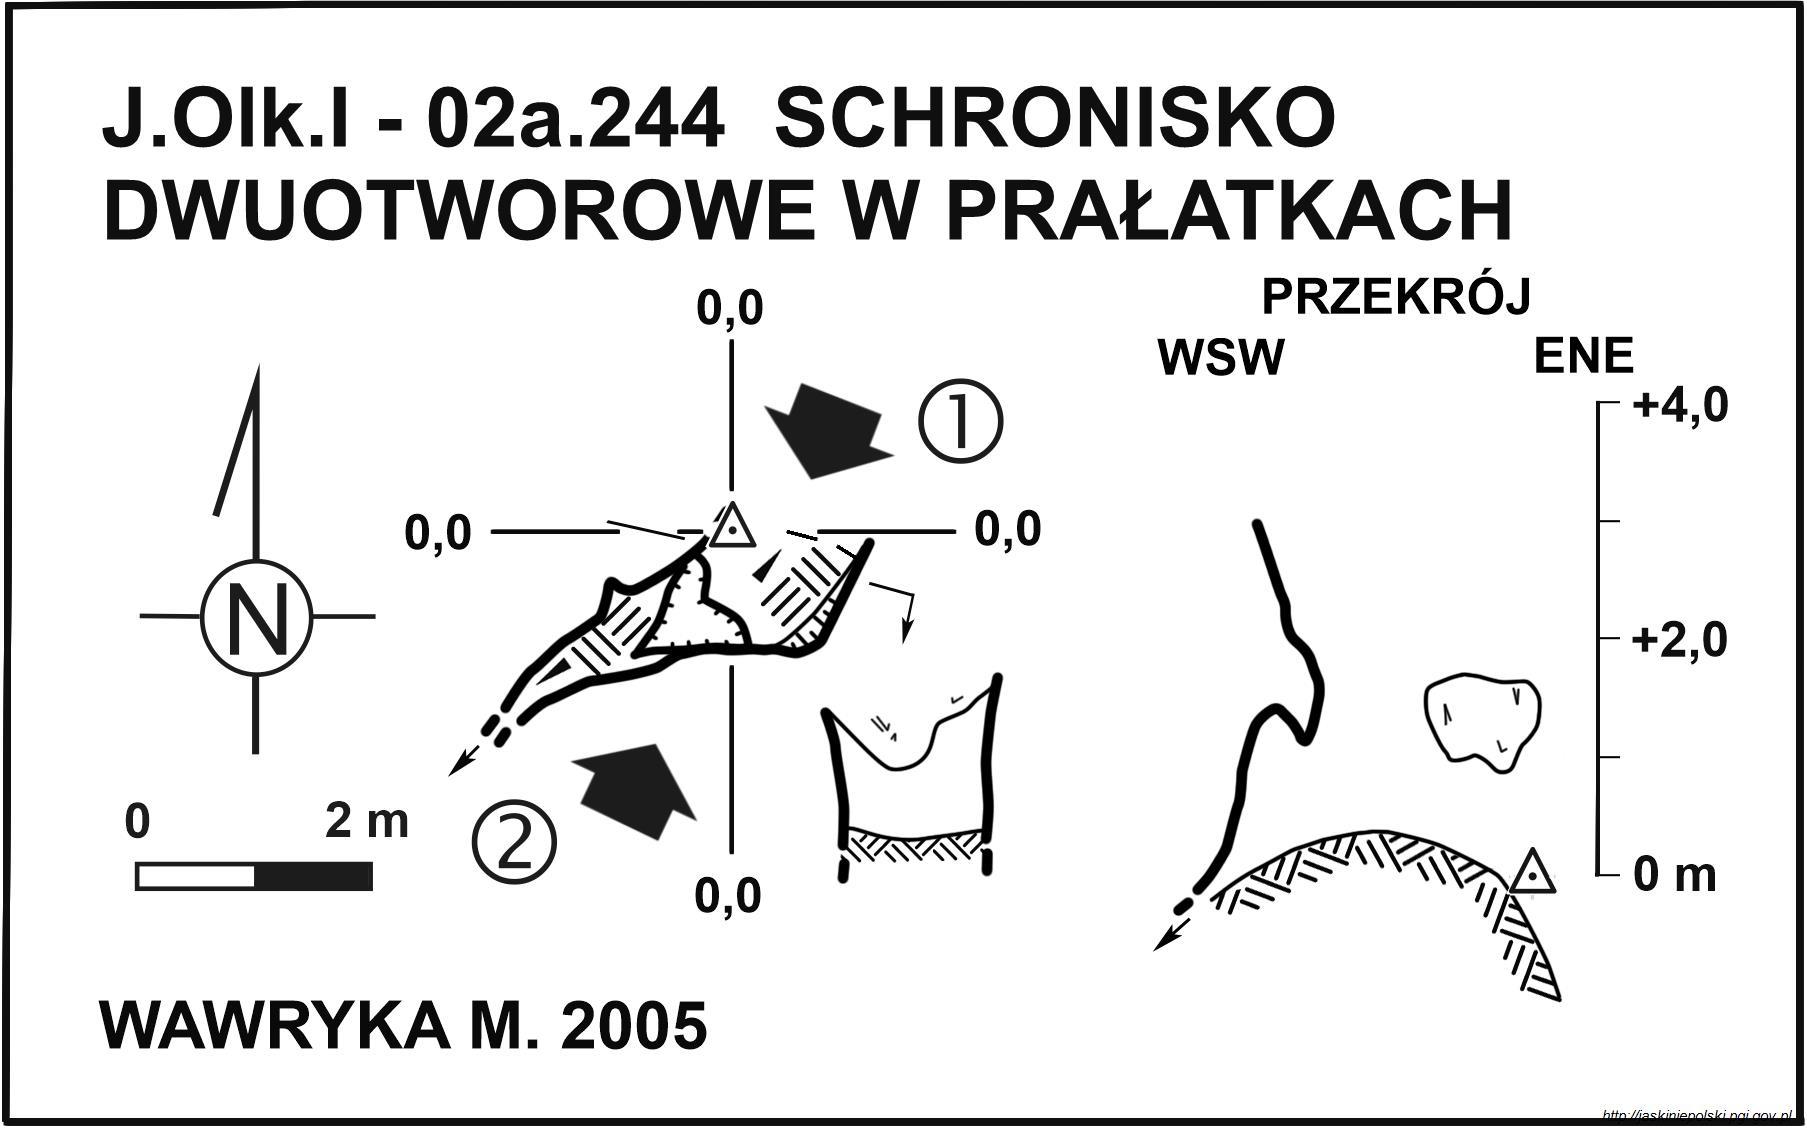 J.Olk.I - 02a.244 SCHRONISKO
DWUOTWOROWE W PRAŁATKACH
PRZEKRÓJ
WSW
ENE
0,0
1
+4,0
0,0
0,0
N
+2,0
0
2 m
2
0,0
0 m
WAWRYKA M. 2005
http://jaskiniepolski.pgi.gov.pl